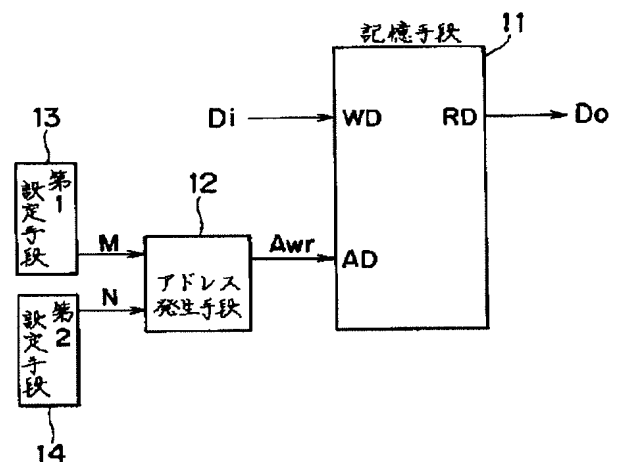 記憶手段
11
Di
WD
RD
Do
13
第1
設定手段
M
12
アドレス
発生手段
Awr
AD
N
第2
設定手段
14